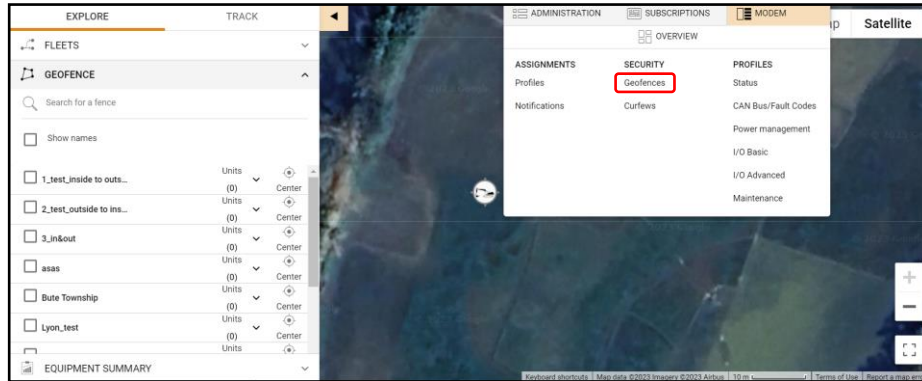 EXPLORE TRACK
FLEETS
GEOFENCE
Search for a fence
Show names
1_test_inside to outs... Units (0) Center
2_test_outside to ins... Units (0) Center
3_in&out Units (0) Center
asas Units (0) Center
Bute Township Units (0) Center
Lyon_test Units (0) Center
Units
EQUIPMENT SUMMARY
ADMINISTRATION SUBSCRIPTIONS MODEM
OVERVIEW
ASSIGNMENTS SECURITY PROFILES
Profiles Geofences Status
Notifications Curfews CAN Bus/Fault Codes
Power management
I/O Basic
I/O Advanced
Maintenance
Satellite
Keyboard shortcuts Map data ©2023 Imagery ©2023 Airbus 10 m Terms of Use Report a map